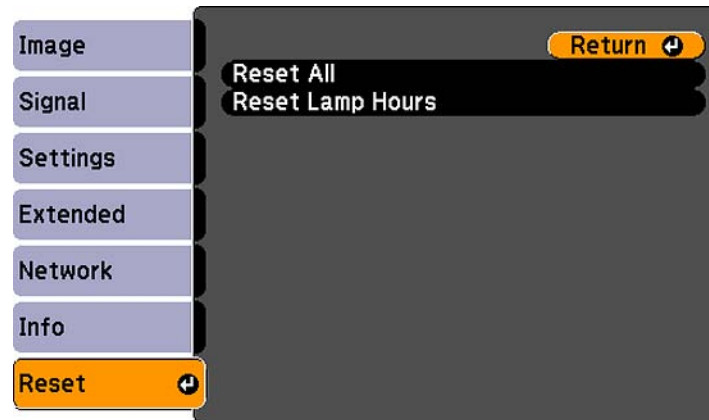 Image
Signal
Settings
Extended
Network
Info
Reset
Return
Reset All
Reset Lamp Hours